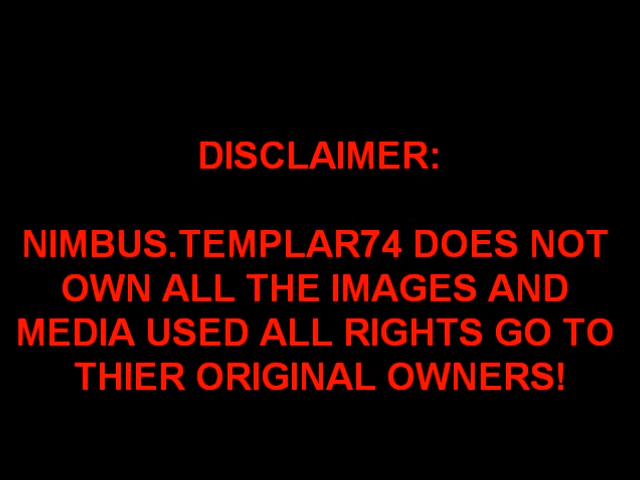 DISCLAIMER:
NIMBUS.TEMPLAR74 DOES NOT
OWN ALL THE IMAGES AND
MEDIA USED ALL RIGHTS GO TO
THIER ORIGINAL OWNERS!